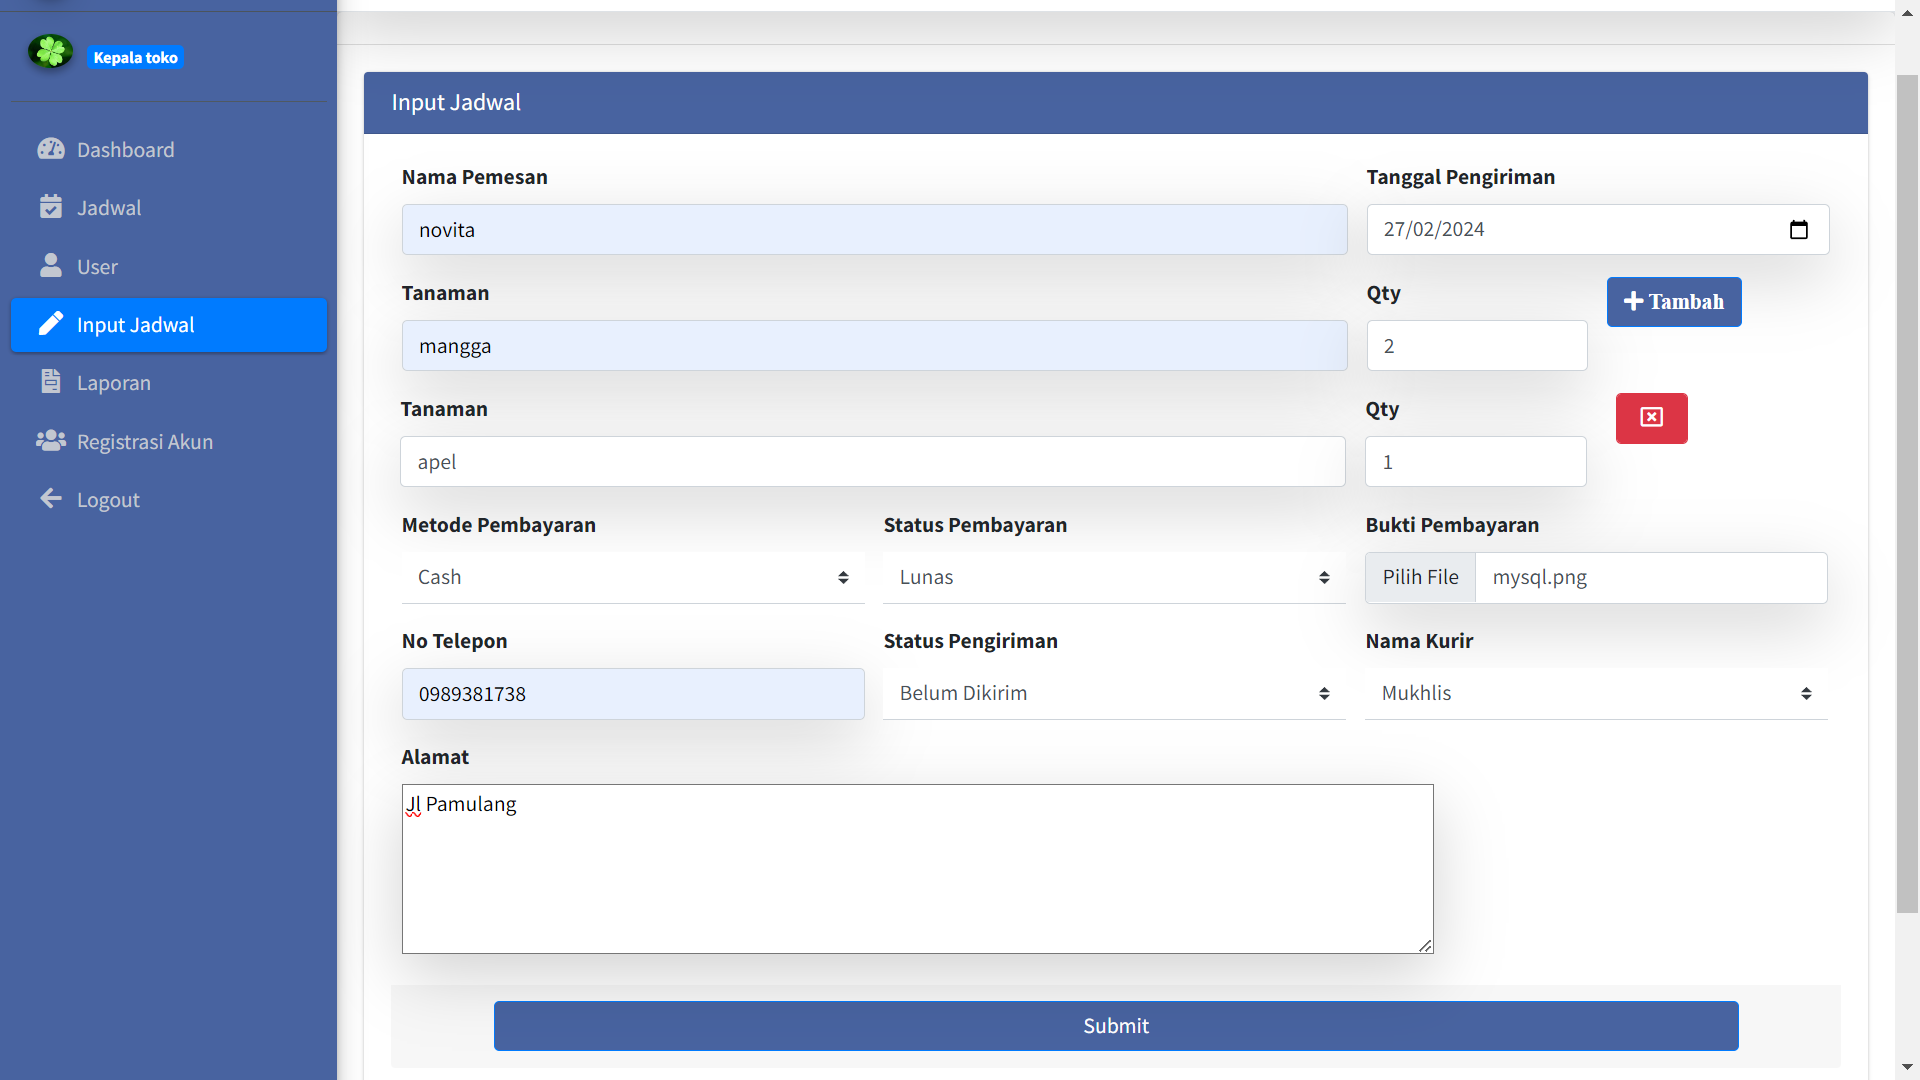 Kepala toko
Dashboard
Jadwal
User
Input Jadwal
Laporan
Registrasi Akun
Logout
Input Jadwal
Nama Pemesan
Tanggal Pengiriman
novita
27/02/2024
Tanaman
Qty
Tambah
mangga
2
Tanaman
Qty
apel
1
Metode Pembayaran
Status Pembayaran
Bukti Pembayaran
Cash
Lunas
Pilih File
mysql.png
No Telepon
Status Pengiriman
Nama Kurir
0989381738
Belum Dikirim
Mukhlis
Alamat
Jl Pamulang
Submit